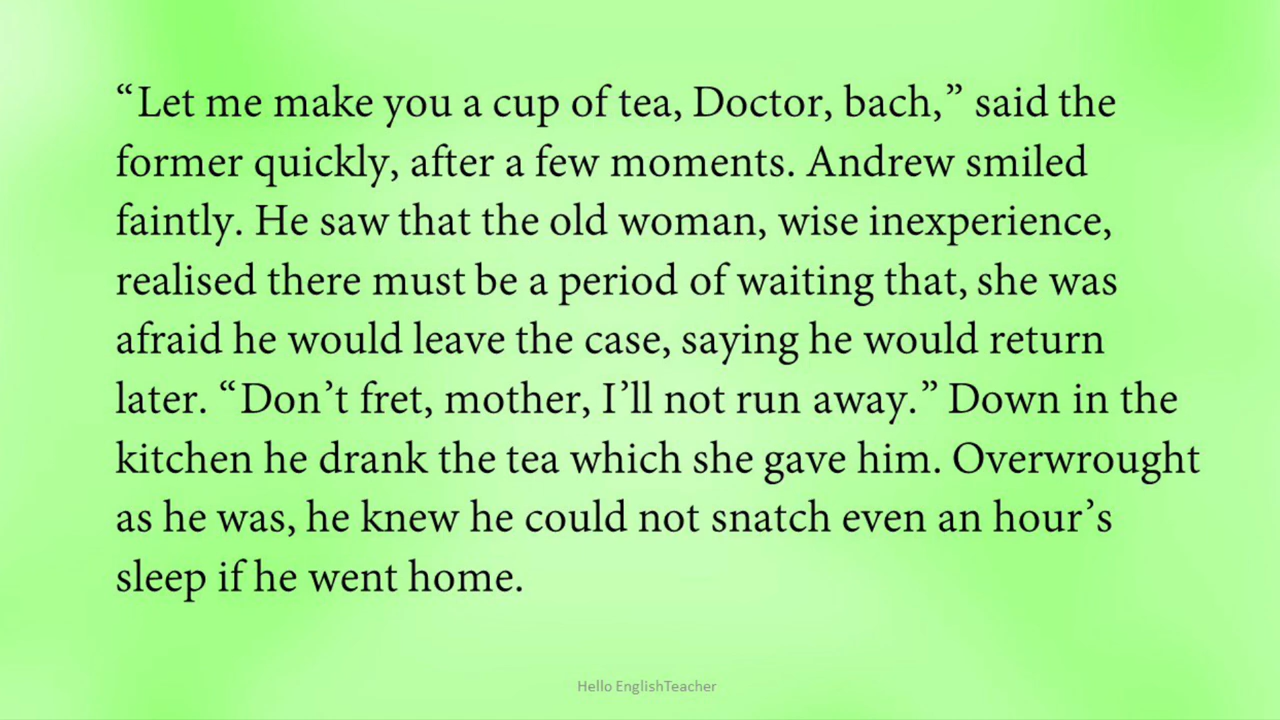 “Let me make you a cup of tea, Doctor, bach,” said the
former quickly, after a few moments. Andrew smiled
faintly. He saw that the old woman, wise inexperience,
realised there must be a period of waiting that, she was
afraid he would leave the case, saying he would return
later. “Don’t fret, mother, I’ll not run away.” Down in the
kitchen he drank the tea which she gave him. Overwrought
as he was, he knew he could not snatch even an hour’s
sleep if he went home.
Hello EnglishTeacher